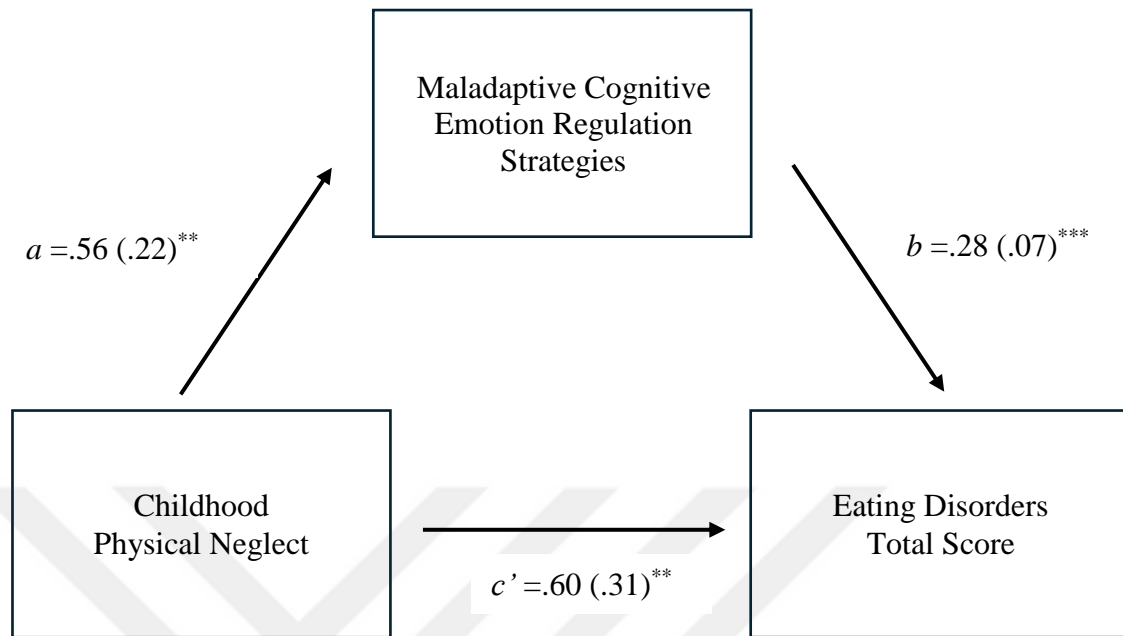 Maladaptive Cognitive
Emotion Regulation
Strategies
a =.56 (.22)**
b =.28 (.07)***
Childhood
Physical Neglect
c’ =.60 (.31)**
Eating Disorders
Total Score